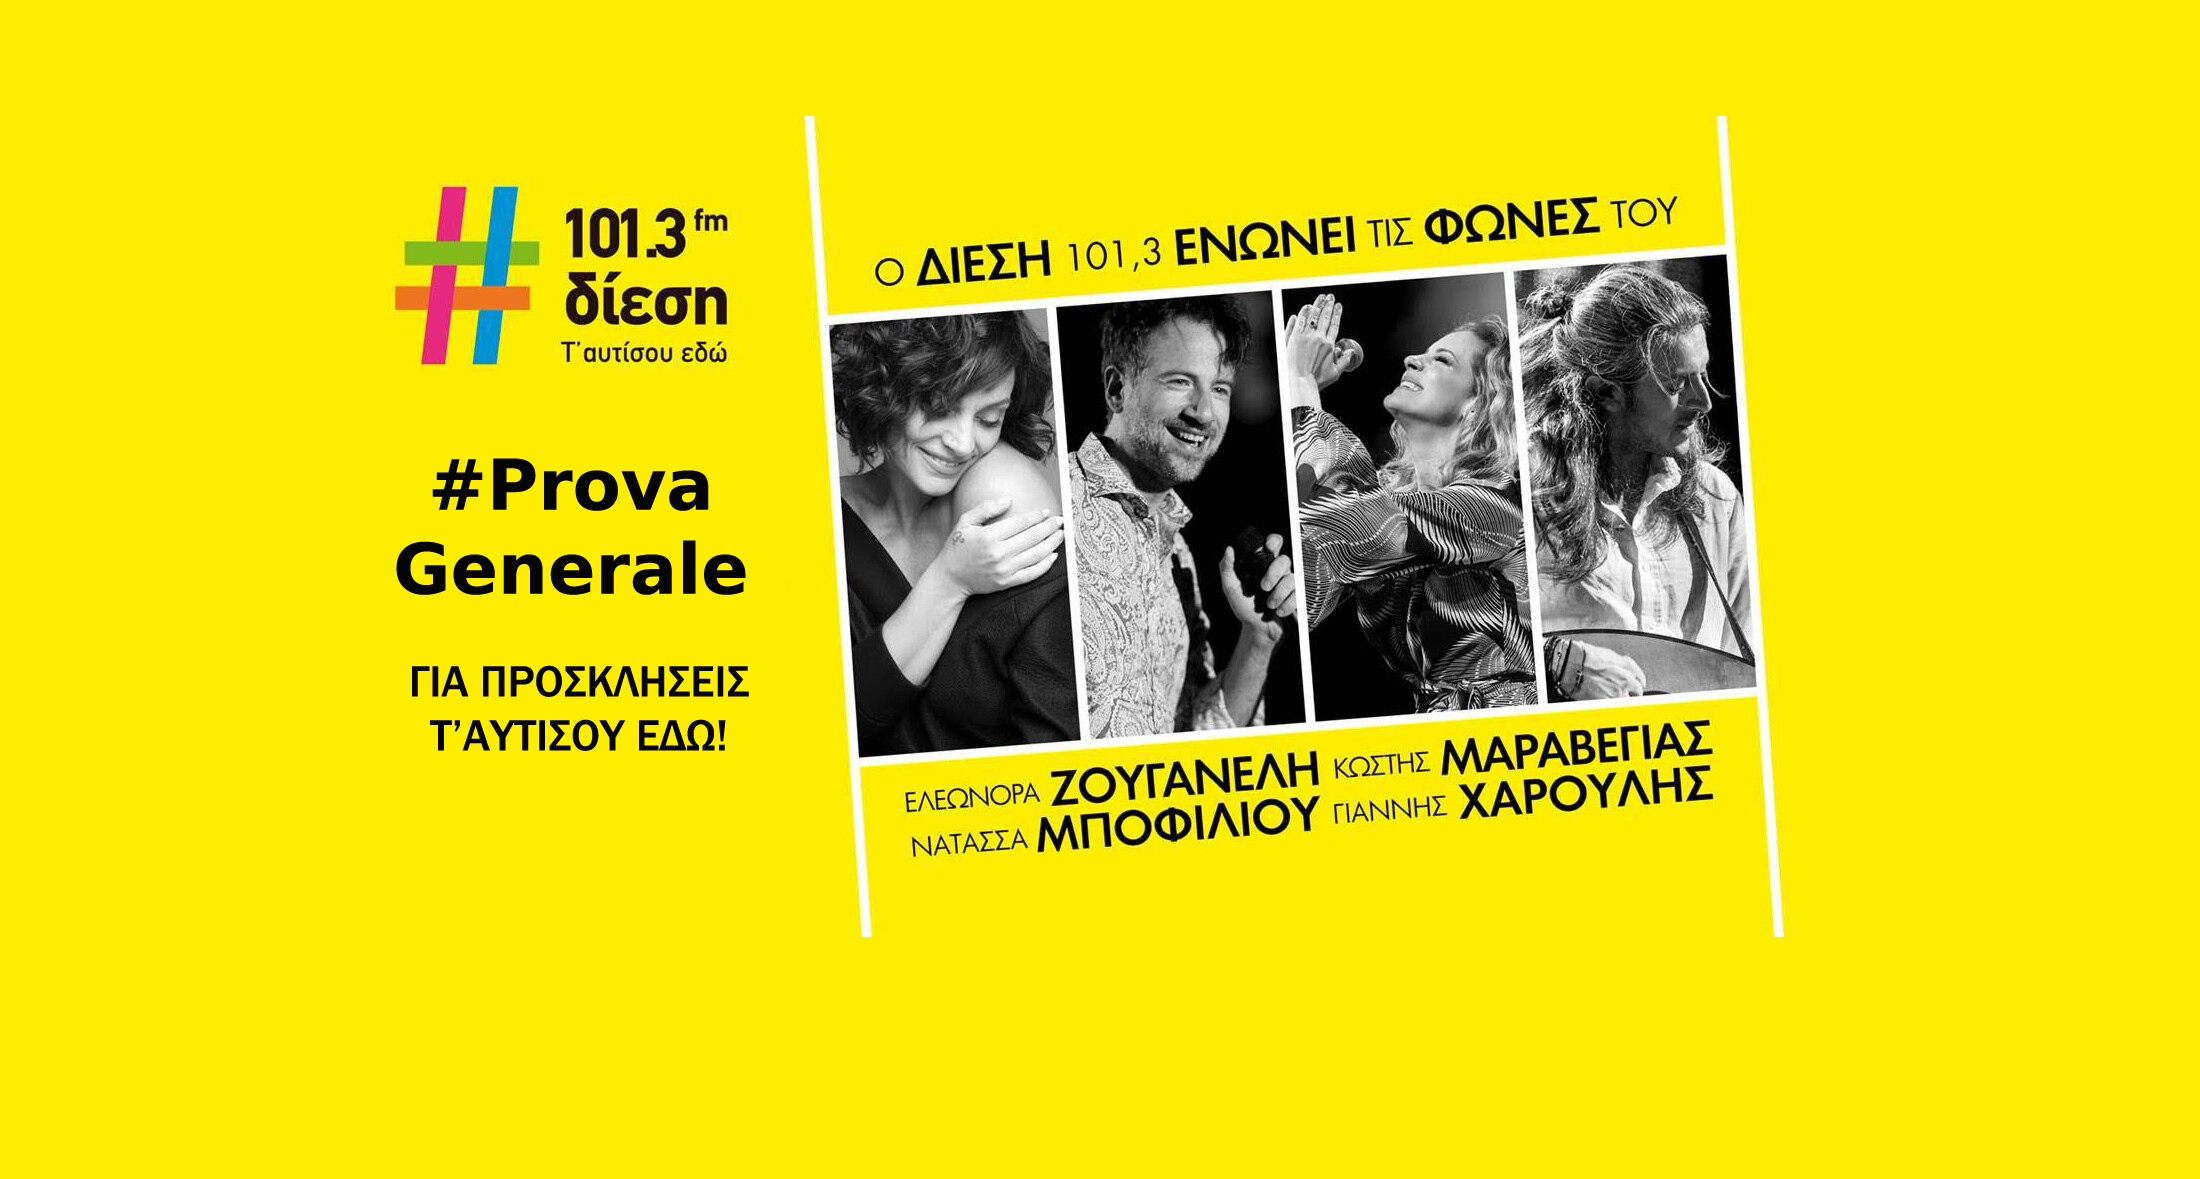 101.3 fm
δίεση
Τ'αυτίσου εδώ
#Prova
Generale
ΓΙΑ ΠΡΟΣΚΛΗΣΕΙΣ
Τ'ΑΥΤΙΣΟΥ ΕΔΩ!
Ο ΔΙΕΣΗ 101,3 ΕΝΩΝΕΙ ΤΙΣ ΦΩΝΕΣ ΤΟΥ
ΕΛΕΩΝΟΡΑ ΖΟΥΓΑΝΕΛΗ ΚΩΣΤΗΣ ΜΑΡΑΒΕΓΙΑΣ
ΝΑΤΑΣΣΑ ΜΠΟΦΙΛΙΟΥ ΓΙΑΝΝΗΣ ΧΑΡΟΥΛΗΣ